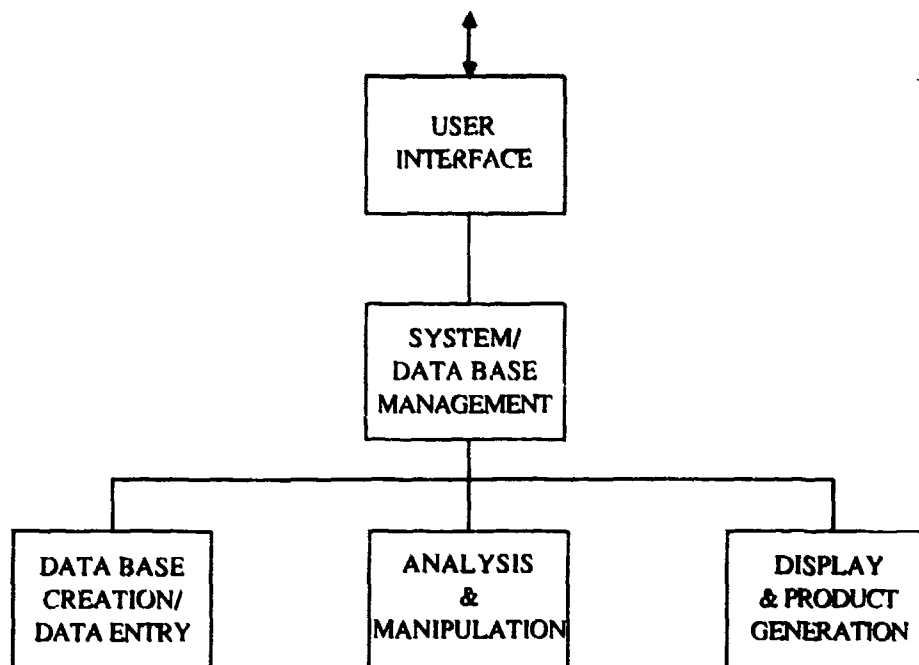 USER
INTERFACE
SYSTEM/
DATA BASE
MANAGEMENT
DATA BASE
CREATION/
DATA ENTRY
ANALYSIS
&
MANIPULATION
DISPLAY
& PRODUCT
GENERATION